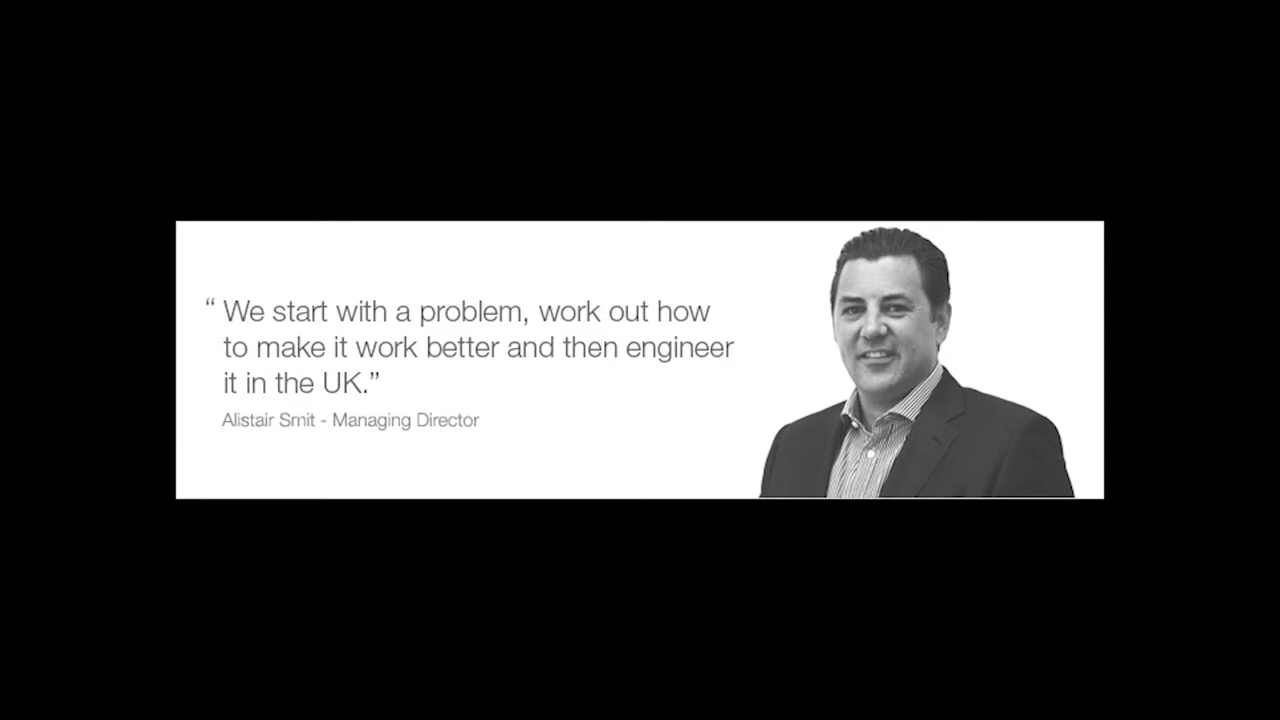 “ We start with a problem, work out how
to make it work better and then engineer
it in the UK.”
Alistair Smit - Managing Director